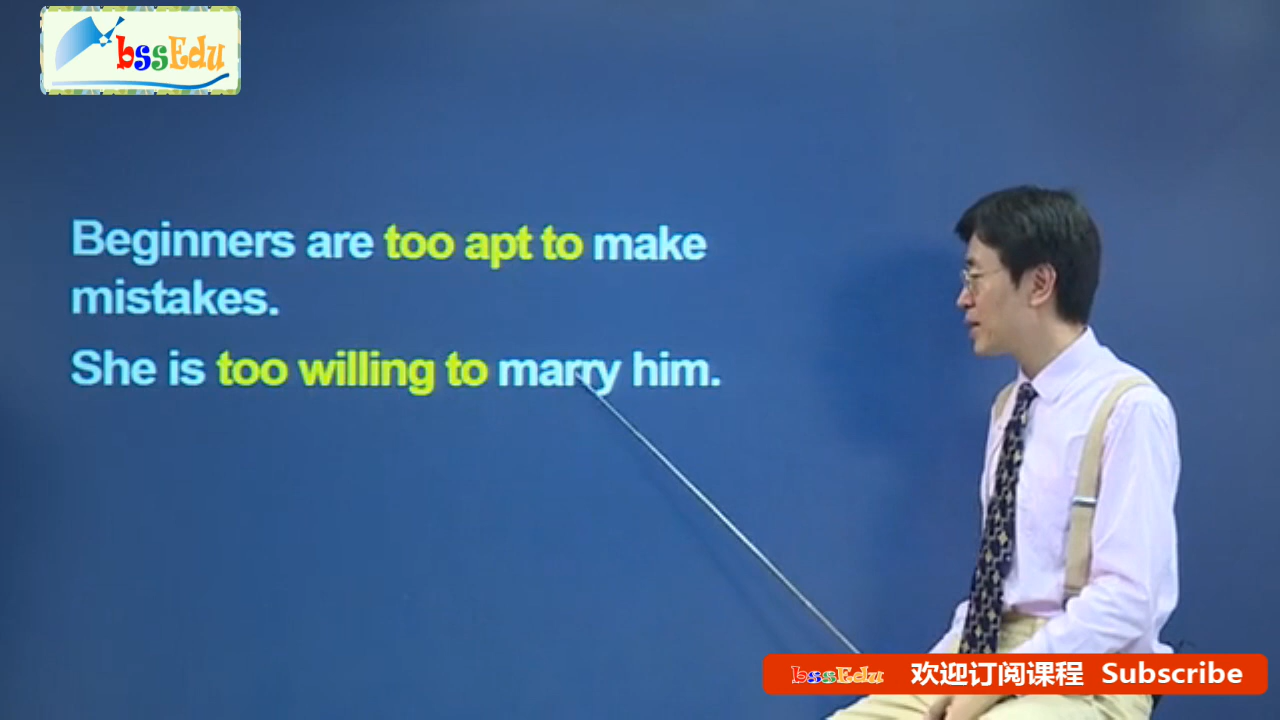 bssEdu
Beginners are too apt to make
mistakes.
She is too willing to marry him.
bssEdu 欢迎订阅课程 Subscribe